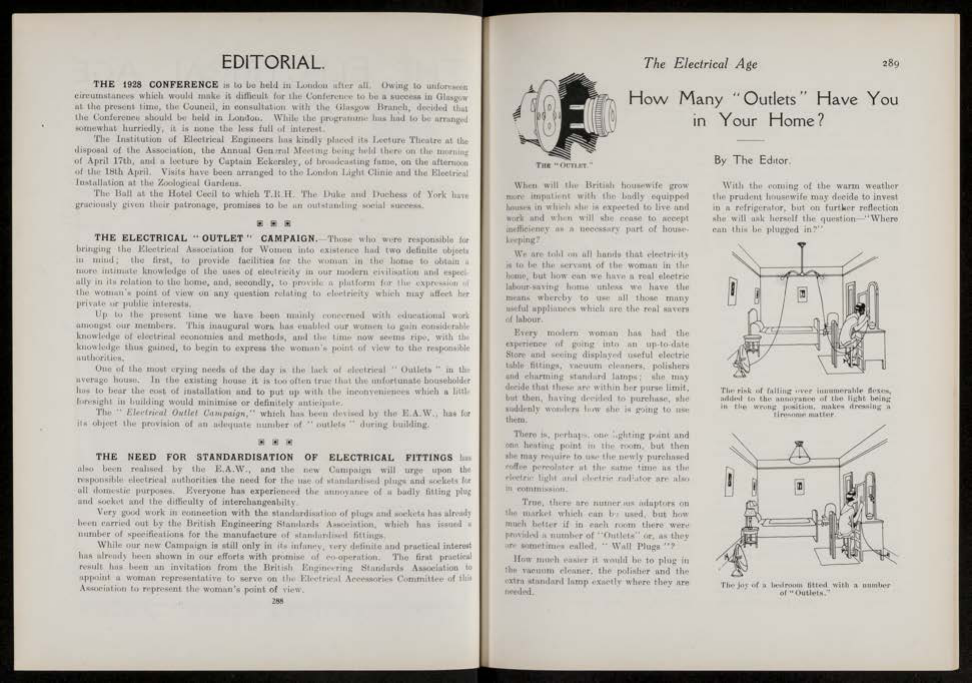 EDITORIAL.
THE 1928 CONFERENCE is to be held in London after all. Owing to unforeseen
circumstances which would make it difficult for the Conference to be a success in Glasgow
at the present time, the Council, in consultation with the Glasgow Branch, decided that
the Conference should be held in London. While the programme has had to be arranged
somewhat hurriedly, it is none the less full of interest.
The Institution of Electrical Engineers has kindly placed its Lecture Theatre at the
disposal of the Association, the Annual General Meeting being held there on the morning
of April 17th, and a lecture by Captain Eckersley, of broadcasting fame, on the afternoon
of the 18th April. Visits have been arranged to the London Light Clinic and the Electrical
Installation at the Zoological Gardens.
The Ball at the Hotel Cecil to which T.R.H. The Duke and Duchess of York have
graciously given their patronage, promises to be an outstanding social success.
THE ELECTRICAL "OUTLET" CAMPAIGN.—Those who were responsible for
bringing the Electrical Association for Women into existence had two definite objects
in mind; the first, to provide facilities for the woman in the home to obtain a
more intimate knowledge of the uses of electricity in our modern civilisation and especi-
ally in its relation to the home, and, secondly, to provide a platform for the expression of
the woman's point of view on any question relating to electricity which may affect her
private or public interests.
Up to the present time we have been mainly concerned with educational work
amongst our members. This inaugural work has enabled our women to gain considerable
knowledge of electrical economies and methods, and the time now seems ripe, with the
knowledge thus gained, to begin to express the woman's point of view to the responsible
authorities.
One of the most crying needs of the day is the lack of electrical "Outlets" in the
average house. In the existing house it is too often true that the unfortunate householder
has to bear the cost of installation and to put up with the inconveniences which a little
foresight in building would minimise or definitely anticipate.
The "Electrical Outlet Campaign," which has been devised by the E.A.W., has for
its object the provision of an adequate number of "outlets" during building.
THE NEED FOR STANDARDISATION OF ELECTRICAL FITTINGS has
also been realised by the E.A.W., and the new Campaign will urge upon the
responsible electrical authorities the need for the use of standardised plugs and sockets for
all domestic purposes. Everyone has experienced the annoyance of a badly fitting plug
and socket and the difficulty of interchangeabilty.
Very good work in connection with the standardisation of plugs and sockets has already
been carried out by the British Engineering Standards Association, which has issued a
number of specifications for the manufacture of standardised fittings.
While our new Campaign is still only in its infancy, very definite and practical interest
has already been shown in our efforts with promise of co-operation. The first practical
result has been an invitation from the British Engineering Standards Association to
appoint a woman representative to serve on the Electrical Accessories Committee of this
Association to represent the woman's point of view.
288
The Electrical Age
289
How Many "Outlets" Have You
in Your Home?
THE "OUTLET."
By The Editor.
When will the British housewife grow
more impatient with the badly equipped
houses in which she is expected to live and
work and when will she cease to accept
inefficiency as a necessary part of house-
keeping?
We are told on all hands that electricity
is to be the servant of the woman in the
home, but how can we have a real electric
labour-saving home unless we have the
means whereby to use all those many
useful appliances which are the real savers
of labour.
Every modern woman has had the
experience of going into an up-to-date
Store and seeing displayed useful electric
table fittings, vacuum cleaners, polishers
and charming standard lamps; she may
decide that these are within her purse limit,
but then, having decided to purchase, she
suddenly wonders how she is going to use
them.
There is, perhaps, one lighting point and
one heating point in the room, but then
she may require to use the newly purchased
coffee percolator at the same time as the
electric light and electric radiator are also
in commission.
True, there are numerous adaptors on
the market which can be used, but how
much better if in each room there were
provided a number of "Outlets" or, as they
are sometimes called, "Wall Plugs"?
How much easier it would be to plug in
the vacuum cleaner, the polisher and the
extra standard lamp exactly where they are
needed.
With the coming of the warm weather
the prudent housewife may decide to invest
in a refrigerator, but on further reflection
she will ask herself the question—"Where
can this be plugged in?"
The risk of falling over innumerable flexes,
added to the annoyance of the light being
in the wrong position, makes dressing a
tiresome matter.
The joy of a bedroom fitted with a number
of "Outlets."